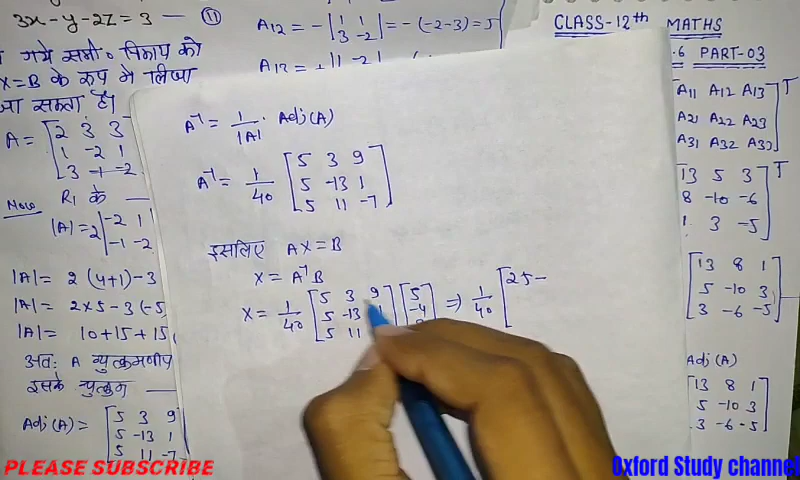 3x-y-2z=3 — (11)
गये समी० निकाय को
X=B के रूप में लिखा
जा सकता है।
A = [2 3 3
1 -2 1
3 -1 -2
Now R₁ के —
|A|= 2 |-2 1
-1 -2
|A|= 2(4+1)-3
|A|= 2×5-3(-5)
|A|= 10+15+15
अतः A व्युत्क्रमणीय
इसके व्युत्क्रम —
Adj(A) = [5 3 9
5 -13 1
5 11 -7
A12 = -|1 1
3 -2| = -(-2-3) = 5
A⁻¹ = 1/|A| . Adj(A)
A⁻¹ = 1/40 [5 3 9
5 -13 1
5 11 -7]
इसलिए AX=B
X = A⁻¹B
X = 1/40 [5 3 9
5 -13
5 11
[5
-4
⇒ 1/40 [25-
CLASS-12th MATHS
.6 PART-03
A11 A12 A13]T
A21 A22 A23
A31 A32 A33
13 5 3]T
8 -10 -6
1 3 -5
[13 8 1
5 -10 3
3 -6 -5]
Adj(A)
[13 8 1
5 -10 3
3 -6 -5]
PLEASE SUBSCRIBE
Oxford Study channel